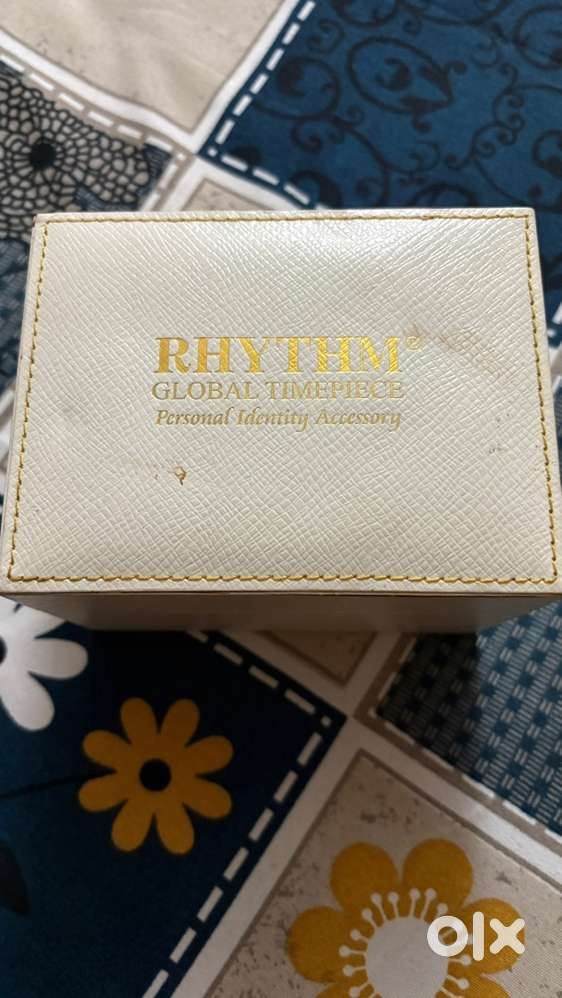 RHYTHM®
GLOBAL TIMEPIECE
Personal Identity Accessory
olx